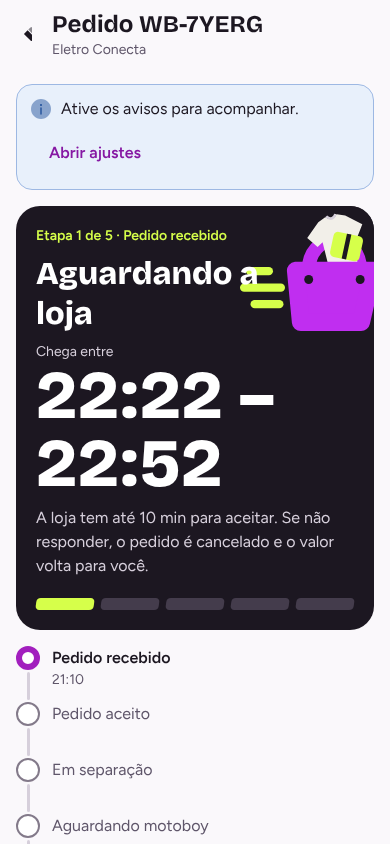 Pedido WB-7YERG
Eletro Conecta
Ative os avisos para acompanhar.
Abrir ajustes
Etapa 1 de 5 · Pedido recebido
Aguardando a
loja
Chega entre
22:22 –
22:52
A loja tem até 10 min para aceitar. Se não
responder, o pedido é cancelado e o valor
volta para você.
Pedido recebido
21:10
Pedido aceito
Em separação
Aguardando motoboy